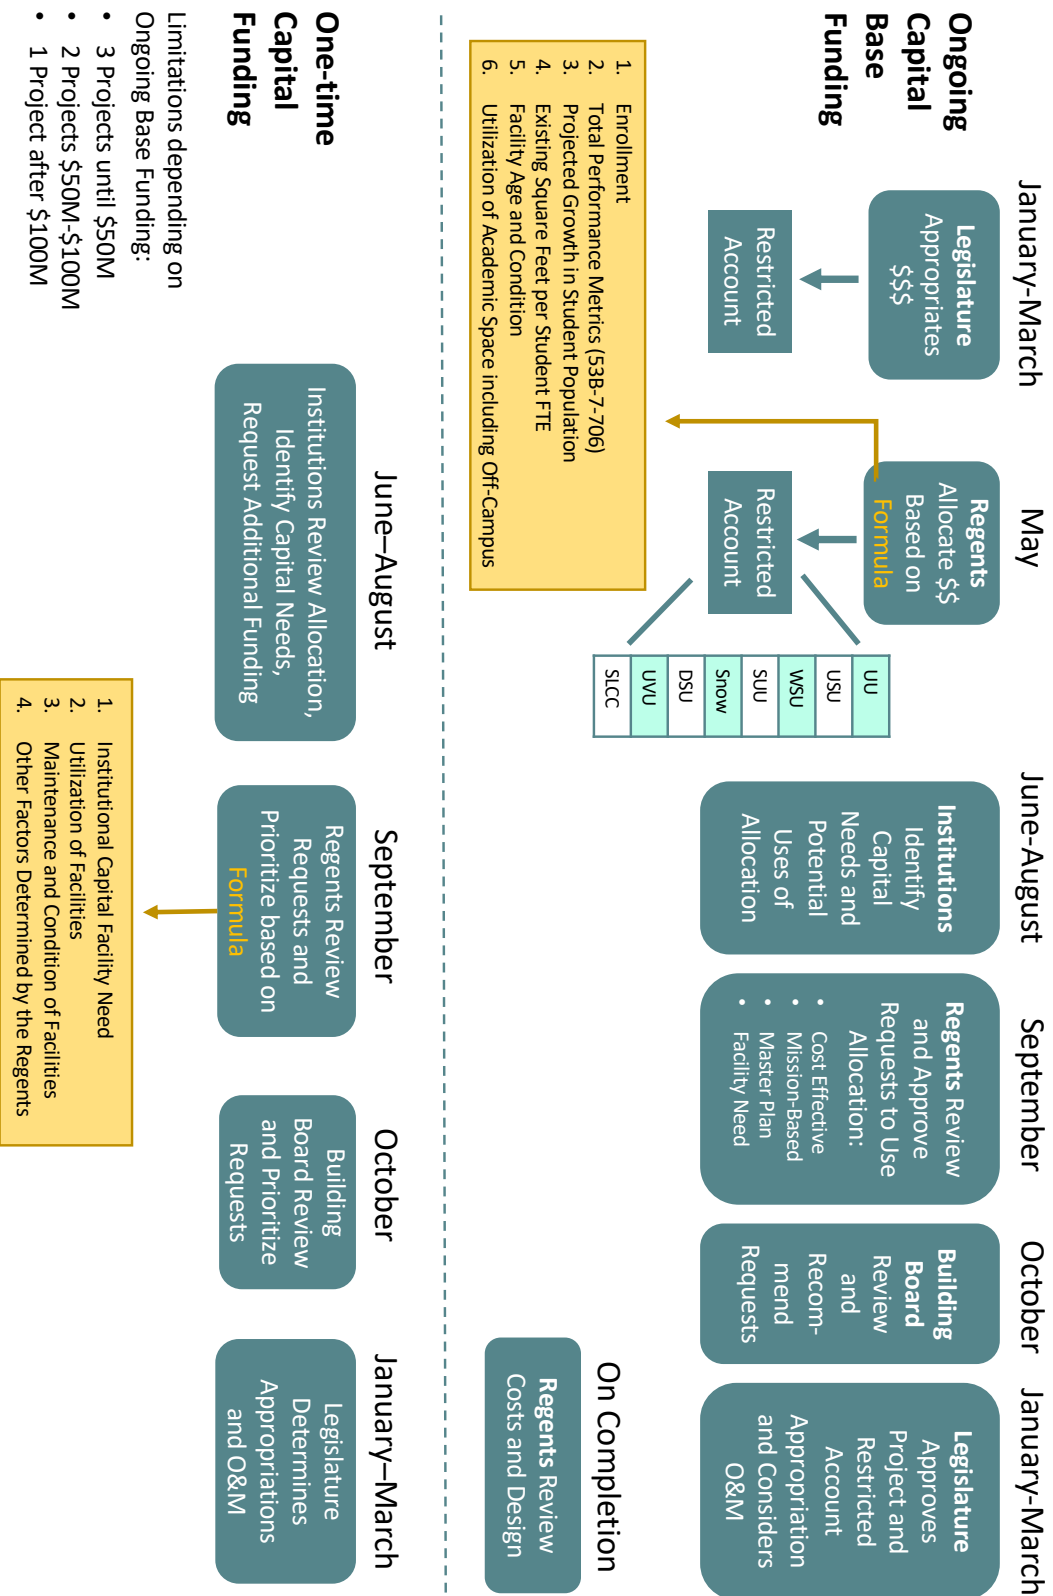 Ongoing
Capital
Base
Funding
January-March
Legislature
Appropriates
$$$
Restricted
Account
May
Regents
Allocate $$
Based on
Formula
Restricted
Account
UU
USU
WSU
SUU
Snow
DSU
UVU
SLCC
1. Enrollment
2. Total Performance Metrics (53B-7-706)
3. Projected Growth in Student Population
4. Existing Square Feet per Student FTE
5. Facility Age and Condition
6. Utilization of Academic Space including Off-Campus
June-August
Institutions
Identify
Capital
Needs and
Potential
Uses of
Allocation
September
Regents Review
and Approve
Requests to Use
Allocation:
• Cost Effective
• Mission-Based
• Master Plan
• Facility Need
October
Building
Board
Review
and
Recom-
mend
Requests
January-March
Legislature
Approves
Project and
Restricted
Account
Appropriation
and Considers
O&M
On Completion
Regents Review
Costs and Design
One-time
Capital
Funding
Limitations depending on
Ongoing Base Funding:
• 3 Projects until $50M
• 2 Projects $50M-$100M
• 1 Project after $100M
June–August
Institutions Review Allocation,
Identify Capital Needs,
Request Additional Funding
September
Regents Review
Requests and
Prioritize based on
Formula
1. Institutional Capital Facility Need
2. Utilization of Facilities
3. Maintenance and Condition of Facilities
4. Other Factors Determined by the Regents
October
Building
Board Review
and Prioritize
Requests
January–March
Legislature
Determines
Appropriations
and O&M